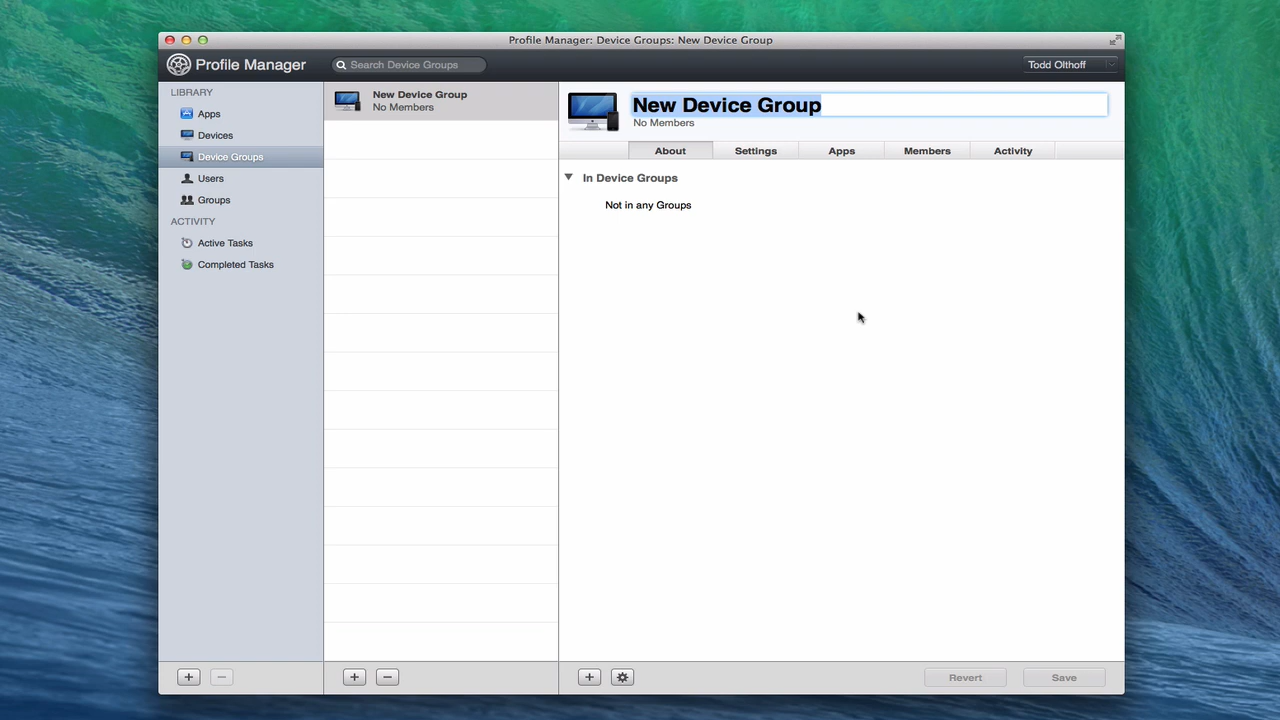 Profile Manager: Device Groups: New Device Group
Profile Manager
Search Device Groups
Todd Olthoff
LIBRARY
Apps
Devices
Device Groups
Users
Groups
ACTIVITY
Active Tasks
Completed Tasks
New Device Group
No Members
New Device Group
No Members
About
Settings
Apps
Members
Activity
In Device Groups
Not in any Groups
Revert
Save